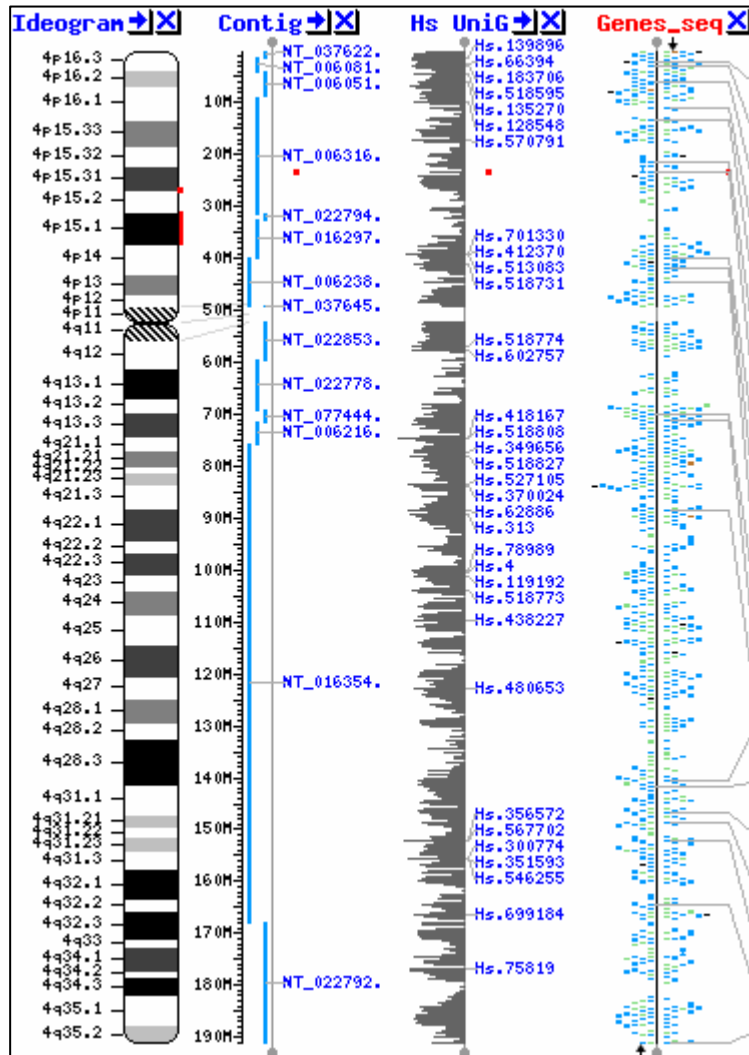 Ideogram Contig Hs UniG Genes_seq
4p16.3
4p16.2
4p16.1
4p15.33
4p15.32
4p15.31
4p15.2
4p15.1
4p14
4p13
4p12
4p11
4q11
4q12
4q13.1
4q13.2
4q13.3
4q21.1
4q21.21
4q21.22
4q21.23
4q21.3
4q22.1
4q22.2
4q22.3
4q23
4q24
4q25
4q26
4q27
4q28.1
4q28.2
4q28.3
4q31.1
4q31.21
4q31.22
4q31.23
4q31.3
4q32.1
4q32.2
4q32.3
4q33
4q34.1
4q34.2
4q34.3
4q35.1
4q35.2
10M
20M
30M
40M
50M
60M
70M
80M
90M
100M
110M
120M
130M
140M
150M
160M
170M
180M
190M
NT_037622.
NT_006081.
NT_006051.
NT_006316.
NT_022794.
NT_016297.
NT_006238.
NT_037645.
NT_022853.
NT_022778.
NT_077444.
NT_006216.
NT_016354.
NT_022792.
Hs.139896
Hs.66394
Hs.183706
Hs.518595
Hs.135270
Hs.128548
Hs.570791
Hs.701330
Hs.412370
Hs.513083
Hs.518731
Hs.518774
Hs.602757
Hs.418167
Hs.518808
Hs.349656
Hs.518827
Hs.527105
Hs.370024
Hs.62886
Hs.313
Hs.78989
Hs.4
Hs.119192
Hs.518773
Hs.438227
Hs.480653
Hs.356572
Hs.567702
Hs.300774
Hs.351593
Hs.546255
Hs.699184
Hs.75819